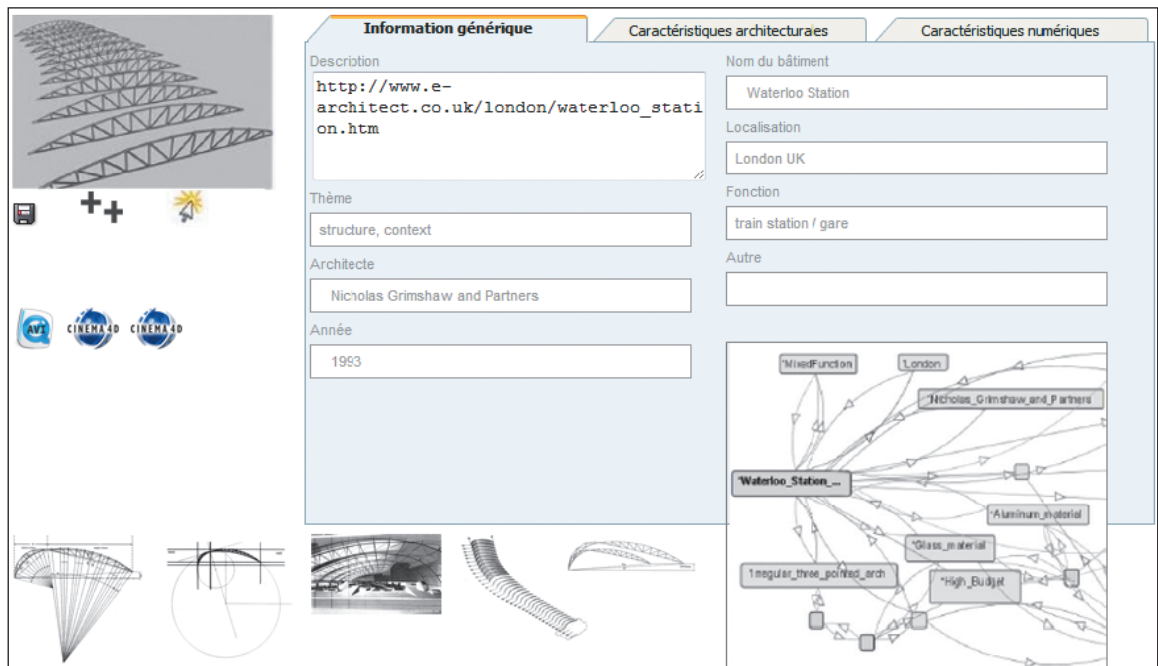 Information générique
Caractéristiques architecturales
Caractéristiques numériques
Description
http://www.e-
architect.co.uk/london/waterloo_stati
on.htm
Nom du bâtiment
Waterloo Station
Localisation
London UK
Thème
structure, context
Fonction
train station / gare
Architecte
Nicholas Grimshaw and Partners
Autre
Année
1993
AVI
CINEMA 4D
CINEMA 4D
*MixedFunction
*London
*Nicholas_Grimshaw_and_Partners
*Waterloo_Station_...
*Aluminum_material
*Glass_material
*Irregular_three_pointed_arch
*High_Budget